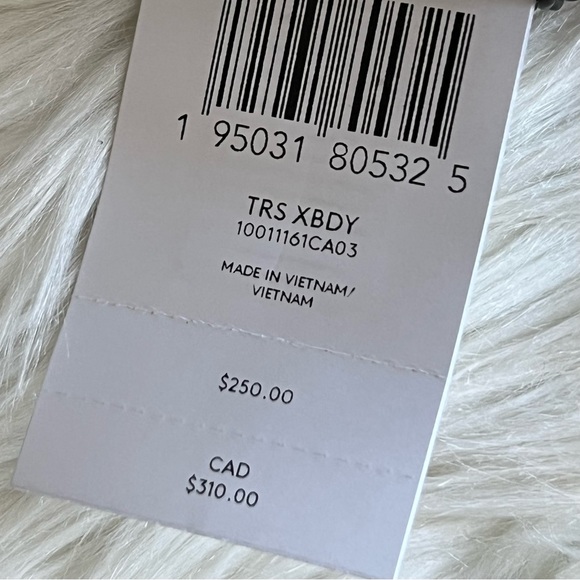 1 95031 80532 5
TRS XBDY
10011161CA03
MADE IN VIETNAM/
VIETNAM
$250.00
CAD
$310.00